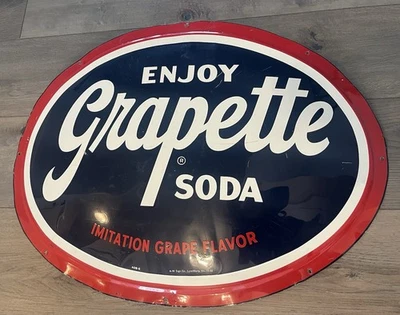 ENJOY
Grapette
®
SODA
IMITATION GRAPE FLAVOR